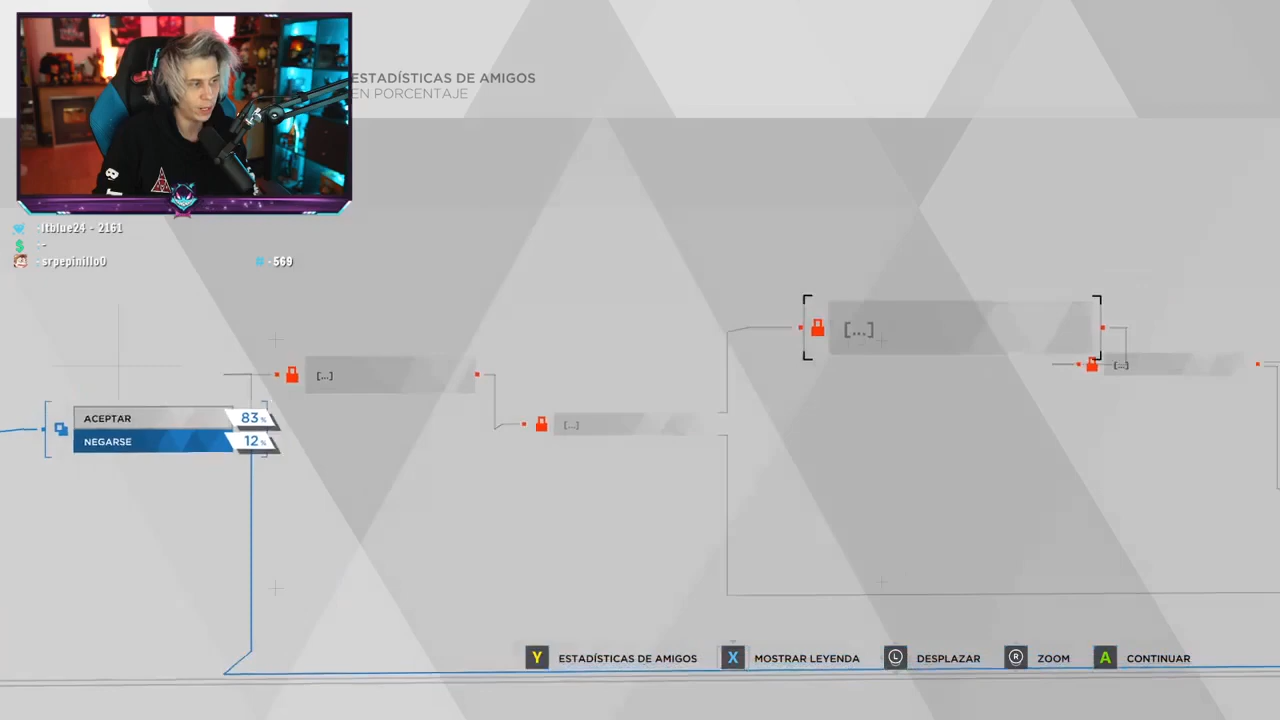 ESTADÍSTICAS DE AMIGOS
EN PORCENTAJE
-ltblue24 - 2161
-
- srpepinillo0
# - 569
[...]
[...]
[...]
[...]
ACEPTAR 83%
NEGARSE 12%
Y ESTADÍSTICAS DE AMIGOS X MOSTRAR LEYENDA L DESPLAZAR R ZOOM A CONTINUAR